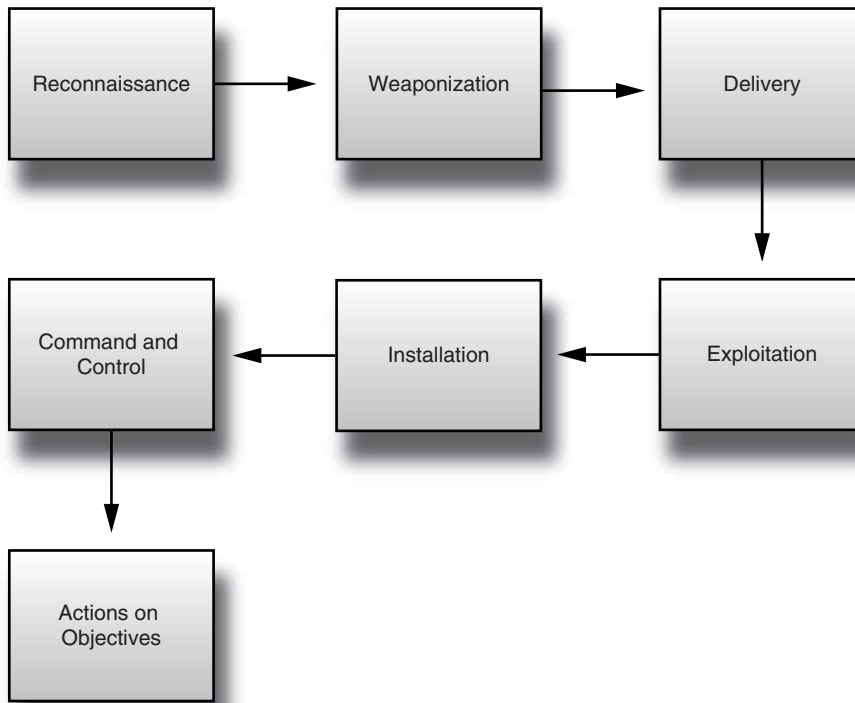 Reconnaissance
Weaponization
Delivery
Exploitation
Installation
Command and
Control
Actions on
Objectives